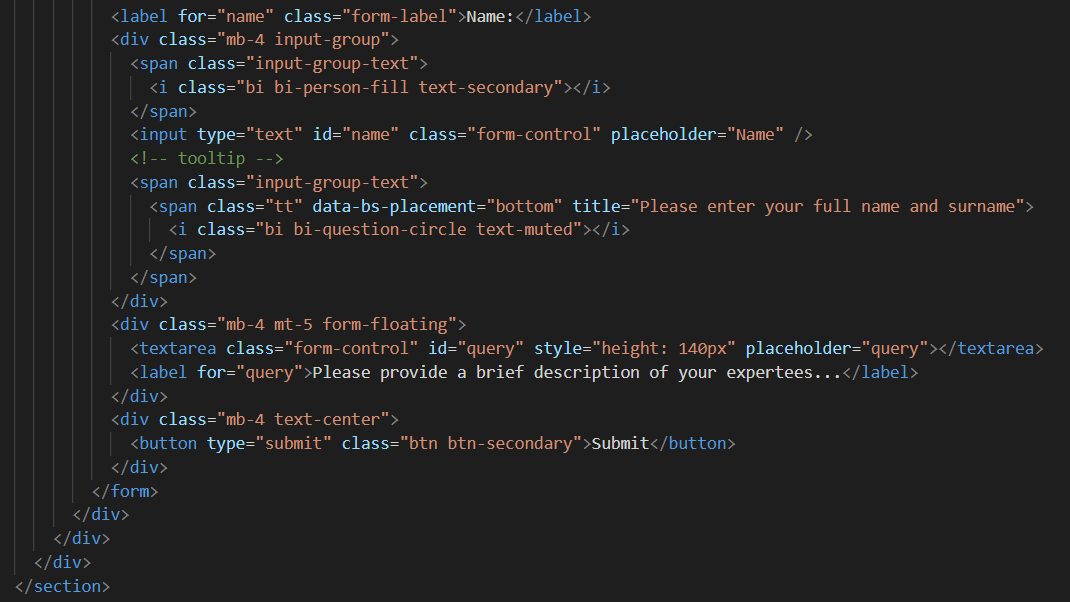 <label for="name" class="form-label">Name:</label>
<div class="mb-4 input-group">
<span class="input-group-text">
<i class="bi bi-person-fill text-secondary"></i>
</span>
<input type="text" id="name" class="form-control" placeholder="Name" />
<!-- tooltip -->
<span class="input-group-text">
<span class="tt" data-bs-placement="bottom" title="Please enter your full name and surname">
<i class="bi bi-question-circle text-muted"></i>
</span>
</span>
</div>
<div class="mb-4 mt-5 form-floating">
<textarea class="form-control" id="query" style="height: 140px" placeholder="query"></textarea>
<label for="query">Please provide a brief description of your expertees...</label>
</div>
<div class="mb-4 text-center">
<button type="submit" class="btn btn-secondary">Submit</button>
</div>
</form>
</div>
</div>
</div>
</section>